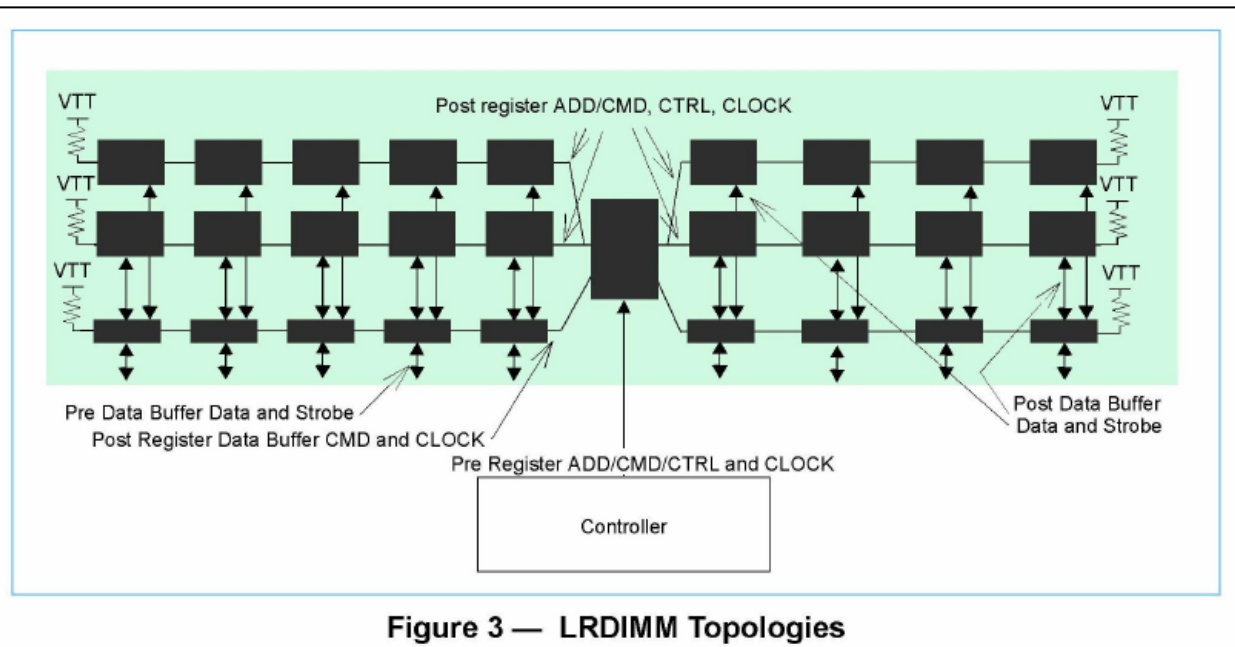 Post register ADD/CMD, CTRL, CLOCK
VTT
VTT
VTT
VTT
VTT
VTT
Pre Data Buffer Data and Strobe
Post Data Buffer
Data and Strobe
Post Register Data Buffer CMD and CLOCK
Pre Register ADD/CMD/CTRL and CLOCK
Controller
Figure 3 — LRDIMM Topologies